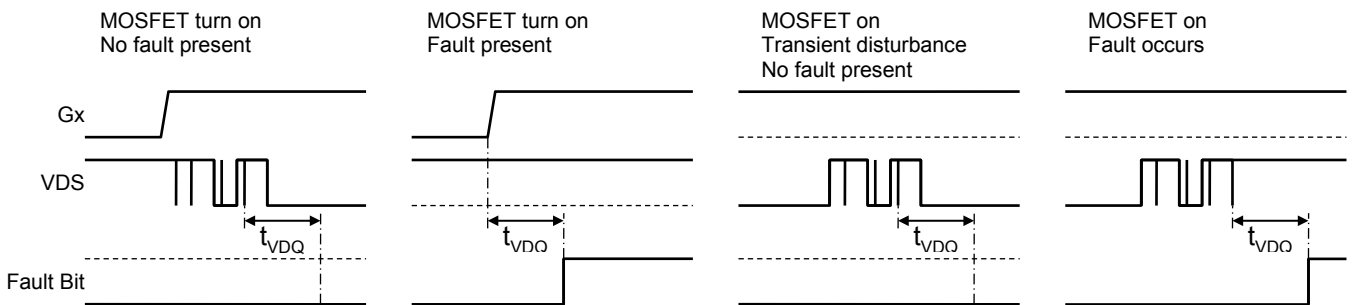 MOSFET turn on
No fault present
MOSFET turn on
Fault present
MOSFET on
Transient disturbance
No fault present
MOSFET on
Fault occurs
Gx
VDS
tVDQ
tVDQ
tVDQ
tVDQ
Fault Bit